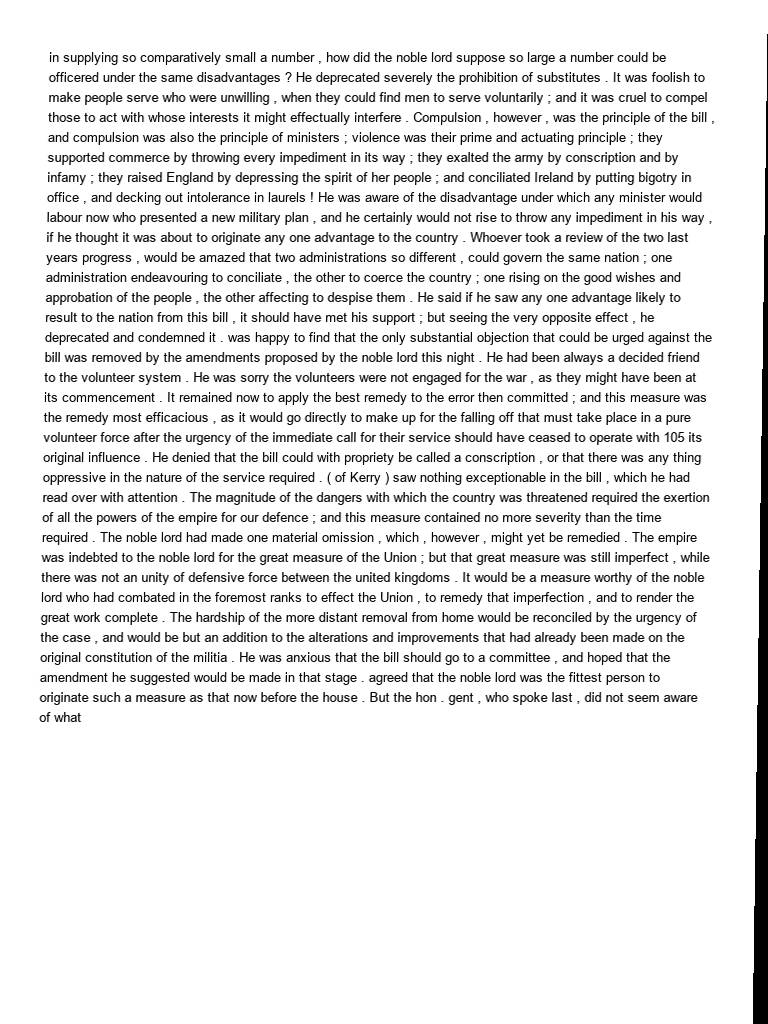 in supplying so comparatively small a number , how did the noble lord suppose so large a number could be
officered under the same disadvantages ? He deprecated severely the prohibition of substitutes . It was foolish to
make people serve who were unwilling , when they could find men to serve voluntarily ; and it was cruel to compel
those to act with whose interests it might effectually interfere . Compulsion , however , was the principle of the bill ,
and compulsion was also the principle of ministers ; violence was their prime and actuating principle ; they
supported commerce by throwing every impediment in its way ; they exalted the army by conscription and by
infamy ; they raised England by depressing the spirit of her people ; and conciliated Ireland by putting bigotry in
office , and decking out intolerance in laurels ! He was aware of the disadvantage under which any minister would
labour now who presented a new military plan , and he certainly would not rise to throw any impediment in his way ,
if he thought it was about to originate any one advantage to the country . Whoever took a review of the two last
years progress , would be amazed that two administrations so different , could govern the same nation ; one
administration endeavouring to conciliate , the other to coerce the country ; one rising on the good wishes and
approbation of the people , the other affecting to despise them . He said if he saw any one advantage likely to
result to the nation from this bill , it should have met his support ; but seeing the very opposite effect , he
deprecated and condemned it . was happy to find that the only substantial objection that could be urged against the
bill was removed by the amendments proposed by the noble lord this night . He had been always a decided friend
to the volunteer system . He was sorry the volunteers were not engaged for the war , as they might have been at
its commencement . It remained now to apply the best remedy to the error then committed ; and this measure was
the remedy most efficacious , as it would go directly to make up for the falling off that must take place in a pure
volunteer force after the urgency of the immediate call for their service should have ceased to operate with 105 its
original influence . He denied that the bill could with propriety be called a conscription , or that there was any thing
oppressive in the nature of the service required . ( of Kerry ) saw nothing exceptionable in the bill , which he had
read over with attention . The magnitude of the dangers with which the country was threatened required the exertion
of all the powers of the empire for our defence ; and this measure contained no more severity than the time
required . The noble lord had made one material omission , which , however , might yet be remedied . The empire
was indebted to the noble lord for the great measure of the Union ; but that great measure was still imperfect , while
there was not an unity of defensive force between the united kingdoms . It would be a measure worthy of the noble
lord who had combated in the foremost ranks to effect the Union , to remedy that imperfection , and to render the
great work complete . The hardship of the more distant removal from home would be reconciled by the urgency of
the case , and would be but an addition to the alterations and improvements that had already been made on the
original constitution of the militia . He was anxious that the bill should go to a committee , and hoped that the
amendment he suggested would be made in that stage . agreed that the noble lord was the fittest person to
originate such a measure as that now before the house . But the hon . gent , who spoke last , did not seem aware
of what